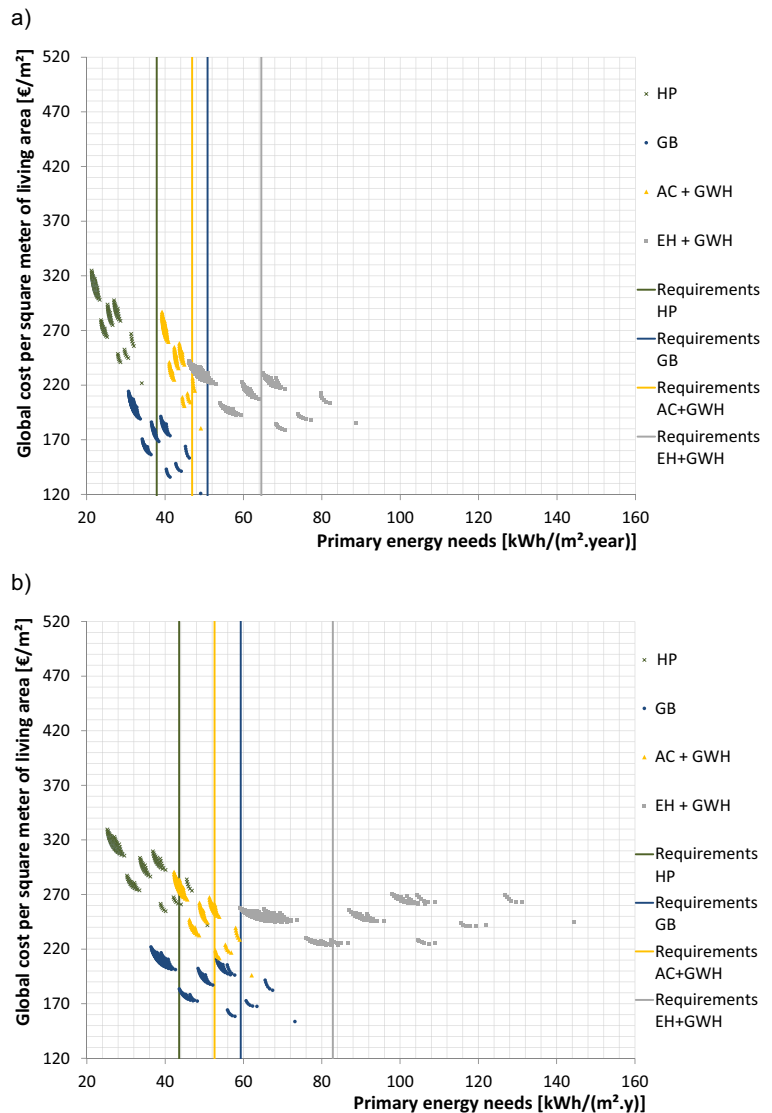 a)
Global cost per square meter of living area [€/m²]
520
470
420
370
320
270
220
170
120
20 40 60 80 100 120 140 160
Primary energy needs [kWh/(m².year)]
HP
GB
AC + GWH
EH + GWH
Requirements
HP
Requirements
GB
Requirements
AC+GWH
Requirements
EH+GWH
b)
Global cost per square meter of living area [€/m²]
520
470
420
370
320
270
220
170
120
20 40 60 80 100 120 140 160
Primary energy needs [kWh/(m².y)]
HP
GB
AC + GWH
EH + GWH
Requirements
HP
Requirements
GB
Requirements
AC+GWH
Requirements
EH+GWH